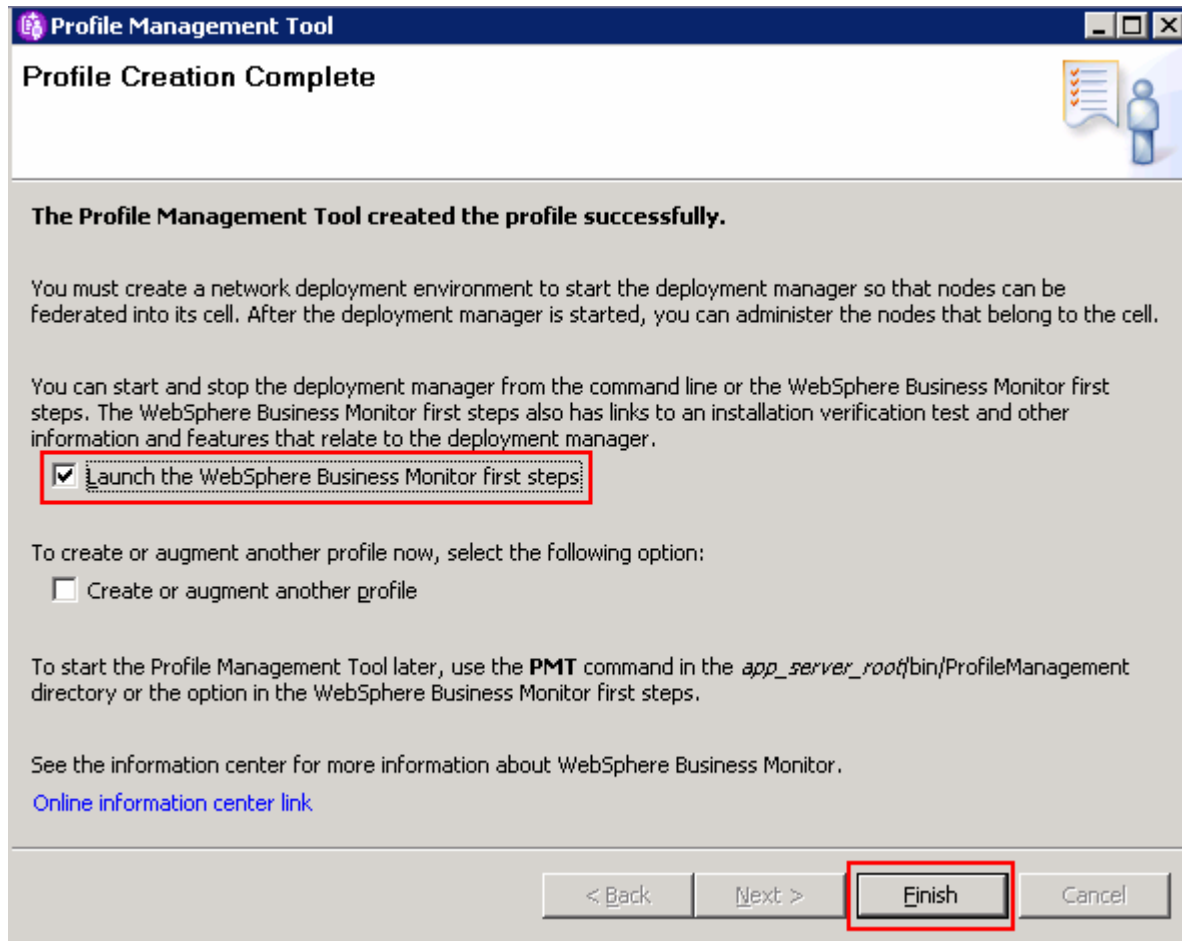 Profile Management Tool
Profile Creation Complete
The Profile Management Tool created the profile successfully.
You must create a network deployment environment to start the deployment manager so that nodes can be
federated into its cell. After the deployment manager is started, you can administer the nodes that belong to the cell.
You can start and stop the deployment manager from the command line or the WebSphere Business Monitor first
steps. The WebSphere Business Monitor first steps also has links to an installation verification test and other
information and features that relate to the deployment manager.
Launch the WebSphere Business Monitor first steps
To create or augment another profile now, select the following option:
Create or augment another profile
To start the Profile Management Tool later, use the PMT command in the app_server_root/bin/ProfileManagement
directory or the option in the WebSphere Business Monitor first steps.
See the information center for more information about WebSphere Business Monitor.
Online information center link
< Back Next > Finish Cancel